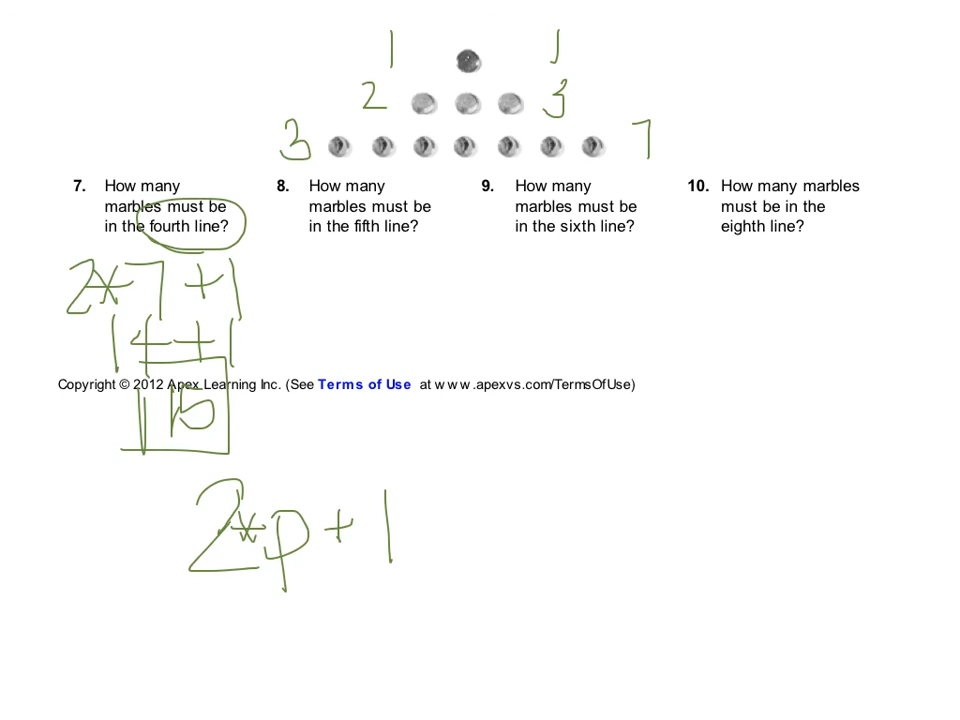 1 1
2 3
3 7
7. How many marbles must be in the fourth line?
8. How many marbles must be in the fifth line?
9. How many marbles must be in the sixth line?
10. How many marbles must be in the eighth line?
2*7+1
14+1
Copyright © 2012 Apex Learning Inc. (See Terms of Use at www.apexvs.com/TermsOfUse)
15
2*p+1